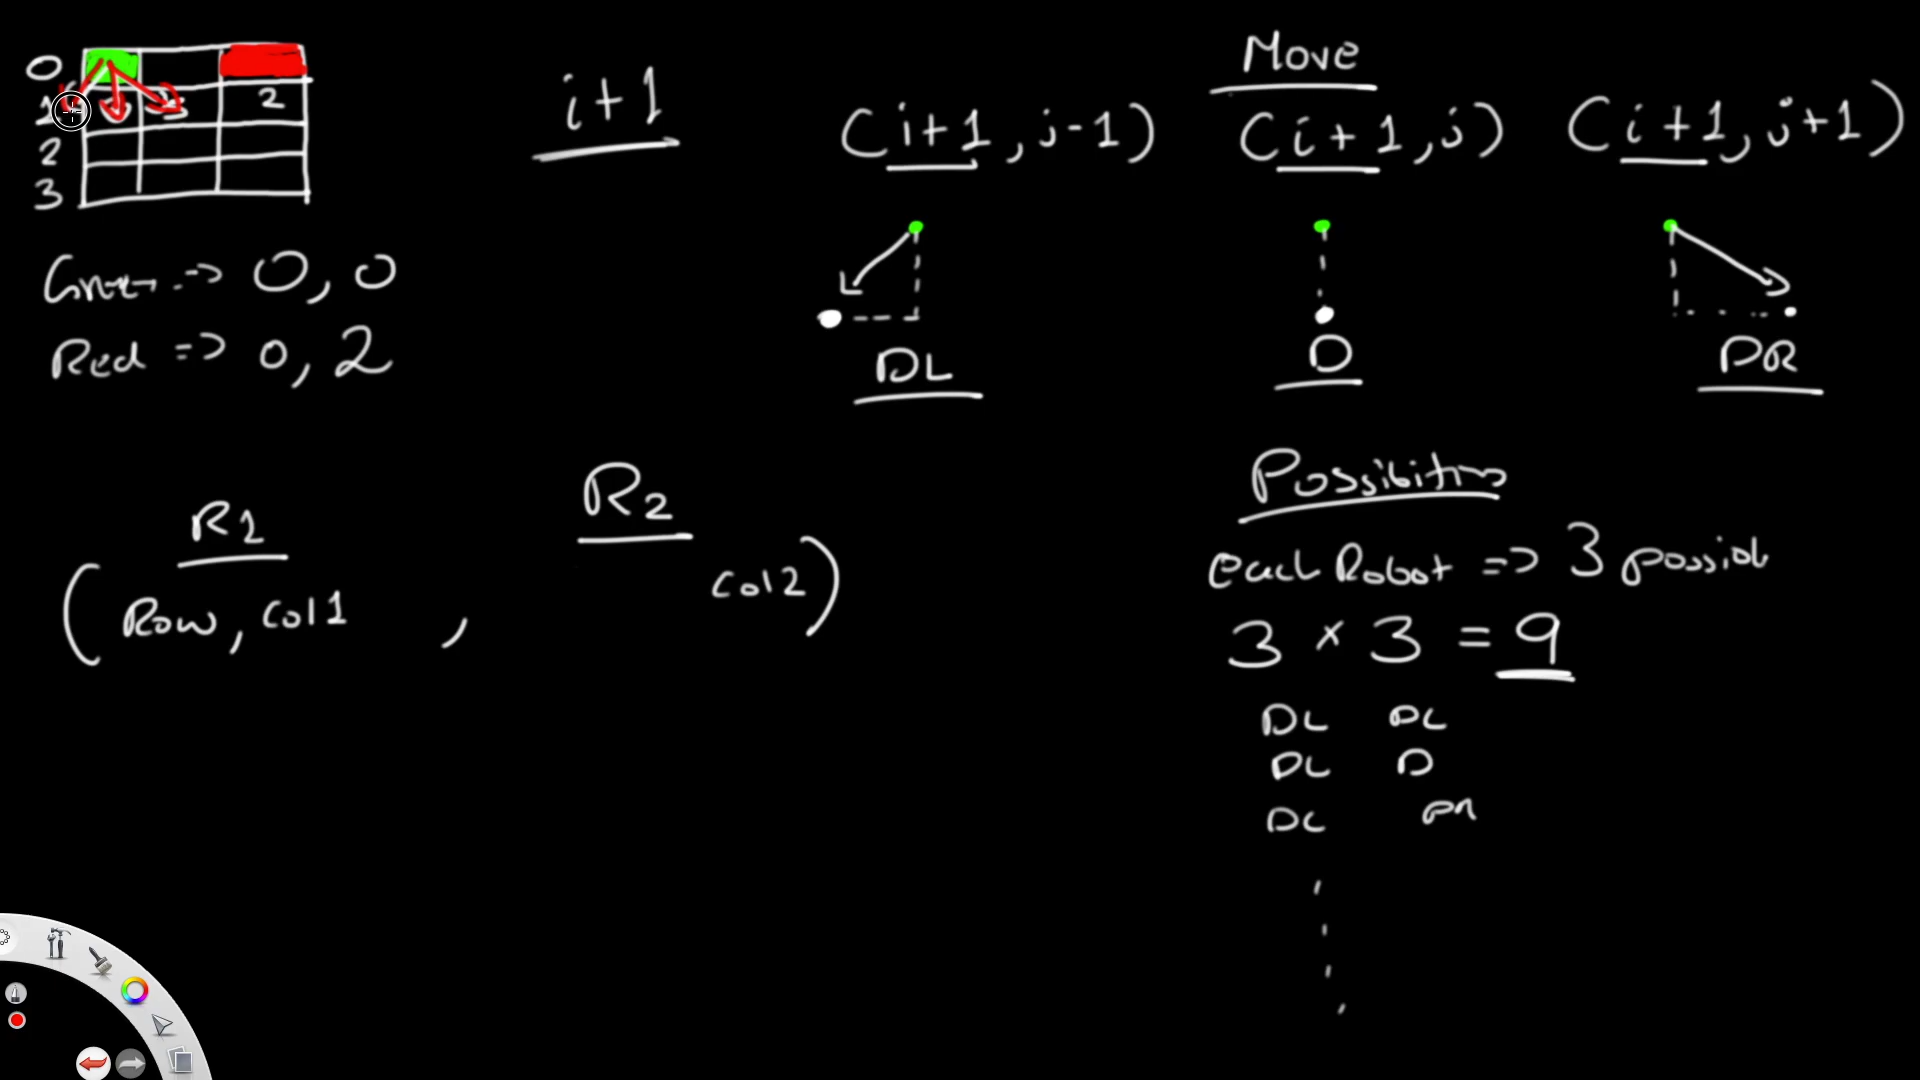 0
1 2
2
3
Green => 0, 0
Red => 0, 2
i+1
Move
(i+1, j-1) (i+1, j) (i+1, j+1)
DL D DR
R1 R2
(Row, col1 , col2)
each Robot => 3 possible
3 × 3 = 9
DL DL
DL D
DL DR